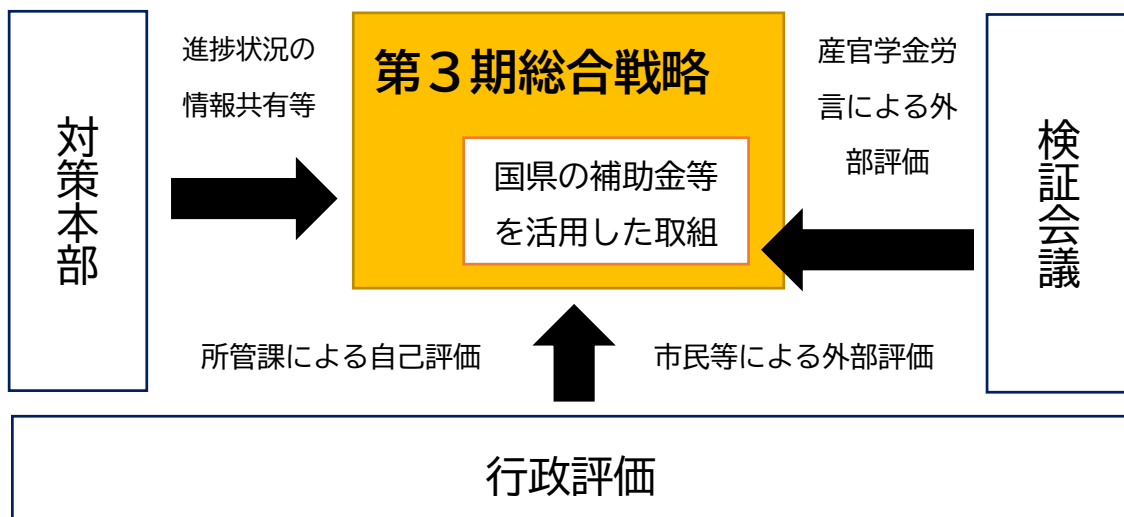 対策本部
進捗状況の
情報共有等
第3期総合戦略
国県の補助金等
を活用した取組
産官学金労
言による外
部評価
検証会議
所管課による自己評価
市民等による外部評価
行政評価